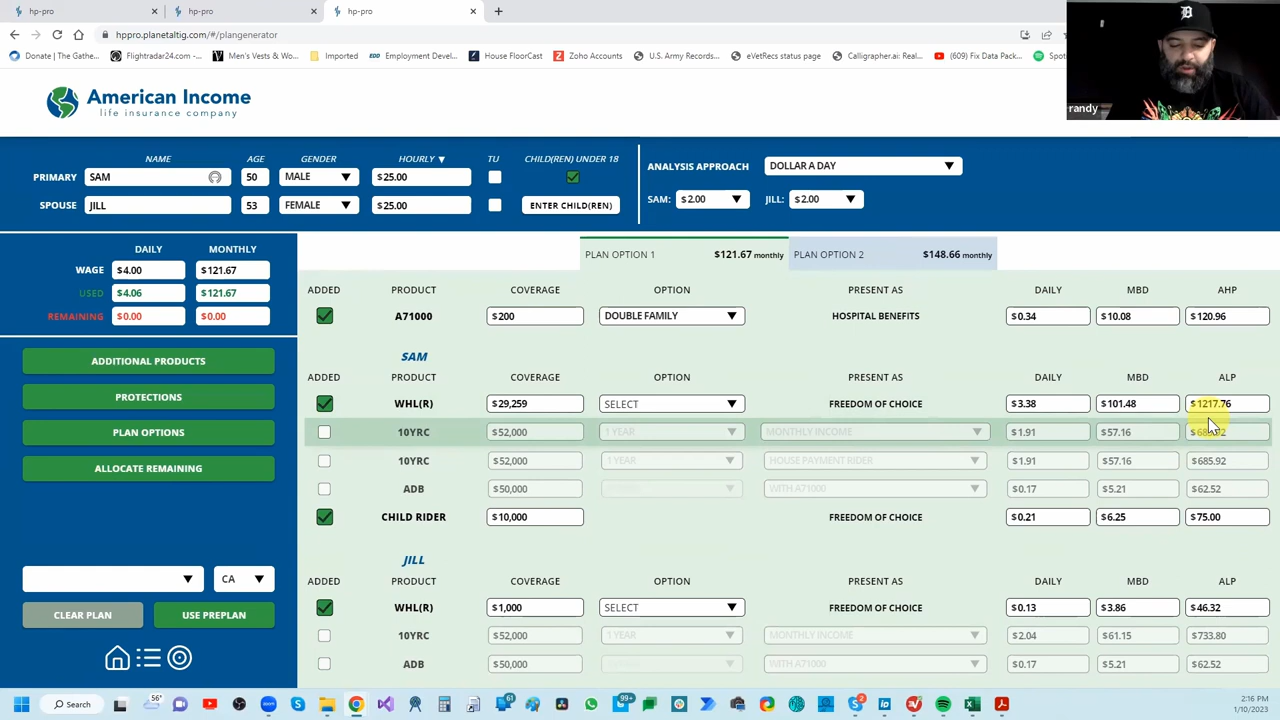 hp-pro hp-pro hp-pro
hppro.planetaltig.com/#/plangenerator
Donate | The Gathe... Flightradar24.com -... Men's Vests & Wo... Imported EDD Employment Devel... House FloorCast Zoho Accounts U.S. Army Records... eVetRecs status page Calligrapher.ai: Real... (609) Fix Data Pack... Spot
randy
American Income
life insurance company
NAME AGE GENDER HOURLY ▼ TU CHILD(REN) UNDER 18
PRIMARY SAM 50 MALE $25.00
SPOUSE JILL 53 FEMALE $25.00 ENTER CHILD(REN)
ANALYSIS APPROACH DOLLAR A DAY
SAM: $2.00 JILL: $2.00
DAILY MONTHLY
WAGE $4.00 $121.67
USED $4.06 $121.67
REMAINING $0.00 $0.00
ADDITIONAL PRODUCTS
PROTECTIONS
PLAN OPTIONS
ALLOCATE REMAINING
CA
CLEAR PLAN USE PREPLAN
PLAN OPTION 1 $121.67 monthly PLAN OPTION 2 $148.66 monthly
ADDED PRODUCT COVERAGE OPTION PRESENT AS DAILY MBD AHP
A71000 $200 DOUBLE FAMILY HOSPITAL BENEFITS $0.34 $10.08 $120.96
SAM
ADDED PRODUCT COVERAGE OPTION PRESENT AS DAILY MBD ALP
WHL(R) $29,259 SELECT FREEDOM OF CHOICE $3.38 $101.48 $1217.76
10YRC $52,000 1 YEAR MONTHLY INCOME $1.91 $57.16
10YRC $52,000 1 YEAR HOUSE PAYMENT RIDER $1.91 $57.16 $685.92
ADB $50,000 WITH A71000 $0.17 $5.21 $62.52
CHILD RIDER $10,000 FREEDOM OF CHOICE $0.21 $6.25 $75.00
JILL
ADDED PRODUCT COVERAGE OPTION PRESENT AS DAILY MBD ALP
WHL(R) $1,000 SELECT FREEDOM OF CHOICE $0.13 $3.86 $46.32
10YRC $52,000 1 YEAR MONTHLY INCOME $2.04 $61.15 $733.80
ADB $50,000 WITH A71000 $0.17 $5.21 $62.52
Search 56° 61 99+ 2 2:16 PM
1/10/2023